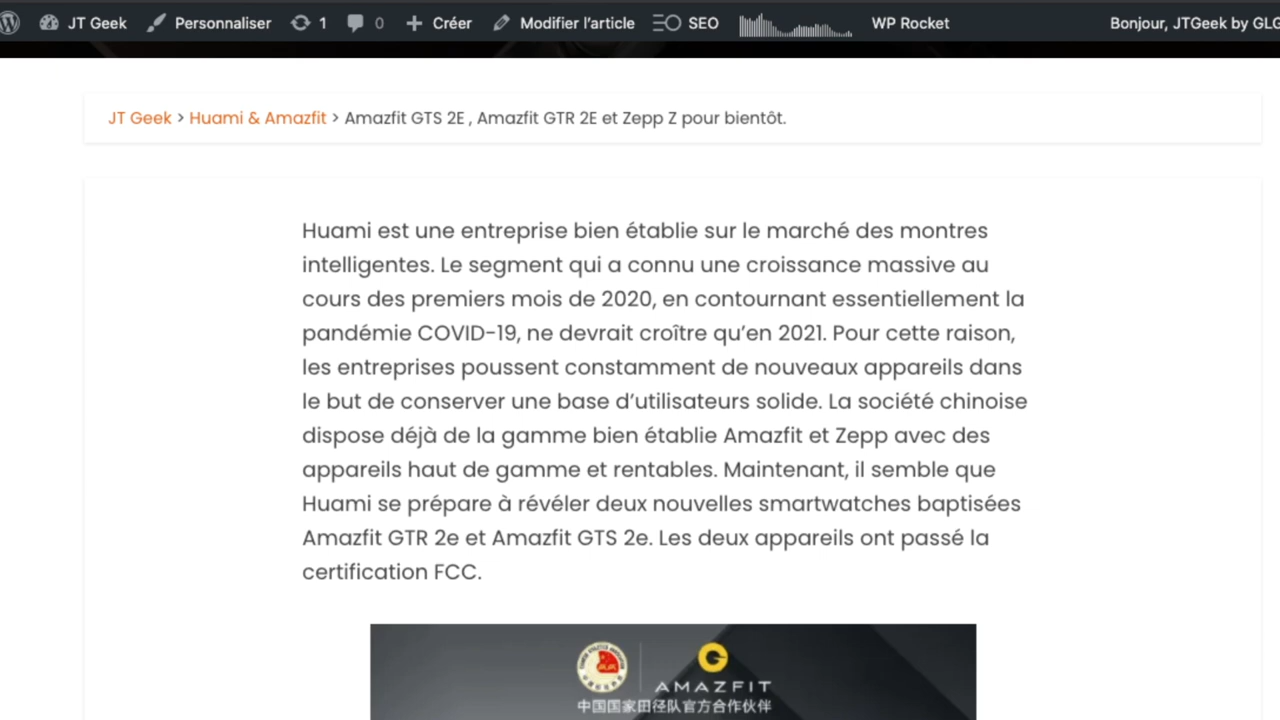 JT Geek Personnaliser 1 0 Créer Modifier l'article SEO WP Rocket Bonjour, JTGeek by GLG
JT Geek > Huami & Amazfit > Amazfit GTS 2E , Amazfit GTR 2E et Zepp Z pour bientôt.
Huami est une entreprise bien établie sur le marché des montres
intelligentes. Le segment qui a connu une croissance massive au
cours des premiers mois de 2020, en contournant essentiellement la
pandémie COVID-19, ne devrait croître qu'en 2021. Pour cette raison,
les entreprises poussent constamment de nouveaux appareils dans
le but de conserver une base d'utilisateurs solide. La société chinoise
dispose déjà de la gamme bien établie Amazfit et Zepp avec des
appareils haut de gamme et rentables. Maintenant, il semble que
Huami se prépare à révéler deux nouvelles smartwatches baptisées
Amazfit GTR 2e et Amazfit GTS 2e. Les deux appareils ont passé la
certification FCC.
AMAZFIT
中国国家田径队官方合作伙伴